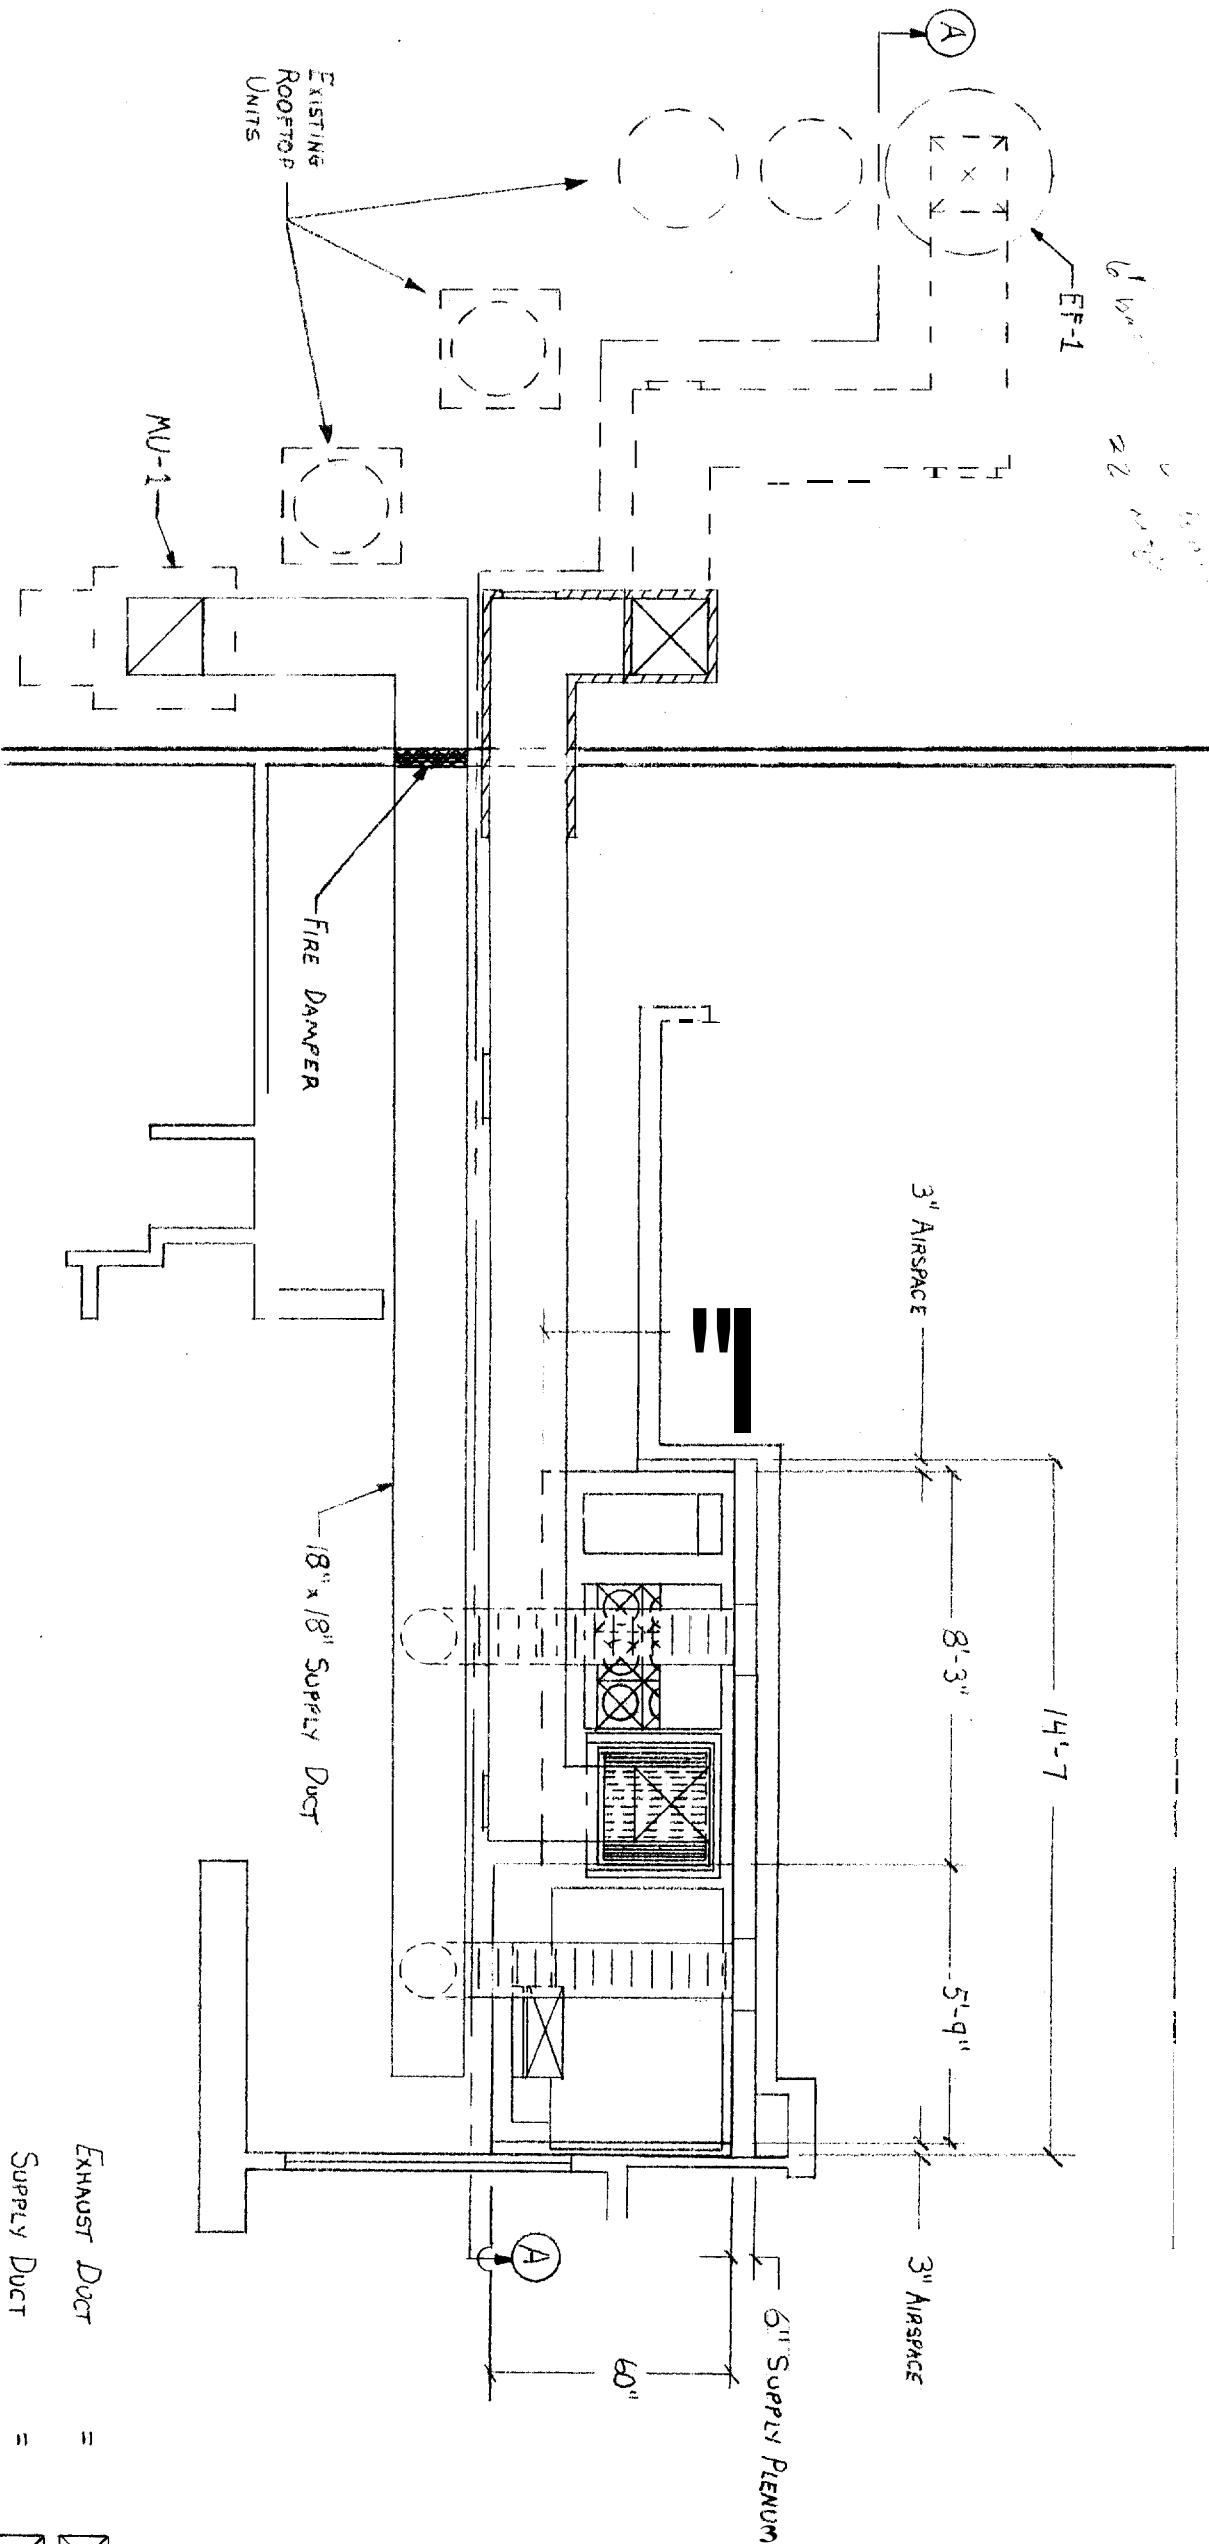 A
EXISTING
ROOFTOP
UNITS
EF-1
22
MU-1
FIRE DAMPER
3" AIRSPACE
14'-7
8'-3"
5'-9"
18" x 18" SUPPLY DUCT
A
3" AIRSPACE
6" SUPPLY PLENUM
60"
EXHAUST DUCT =
SUPPLY DUCT =